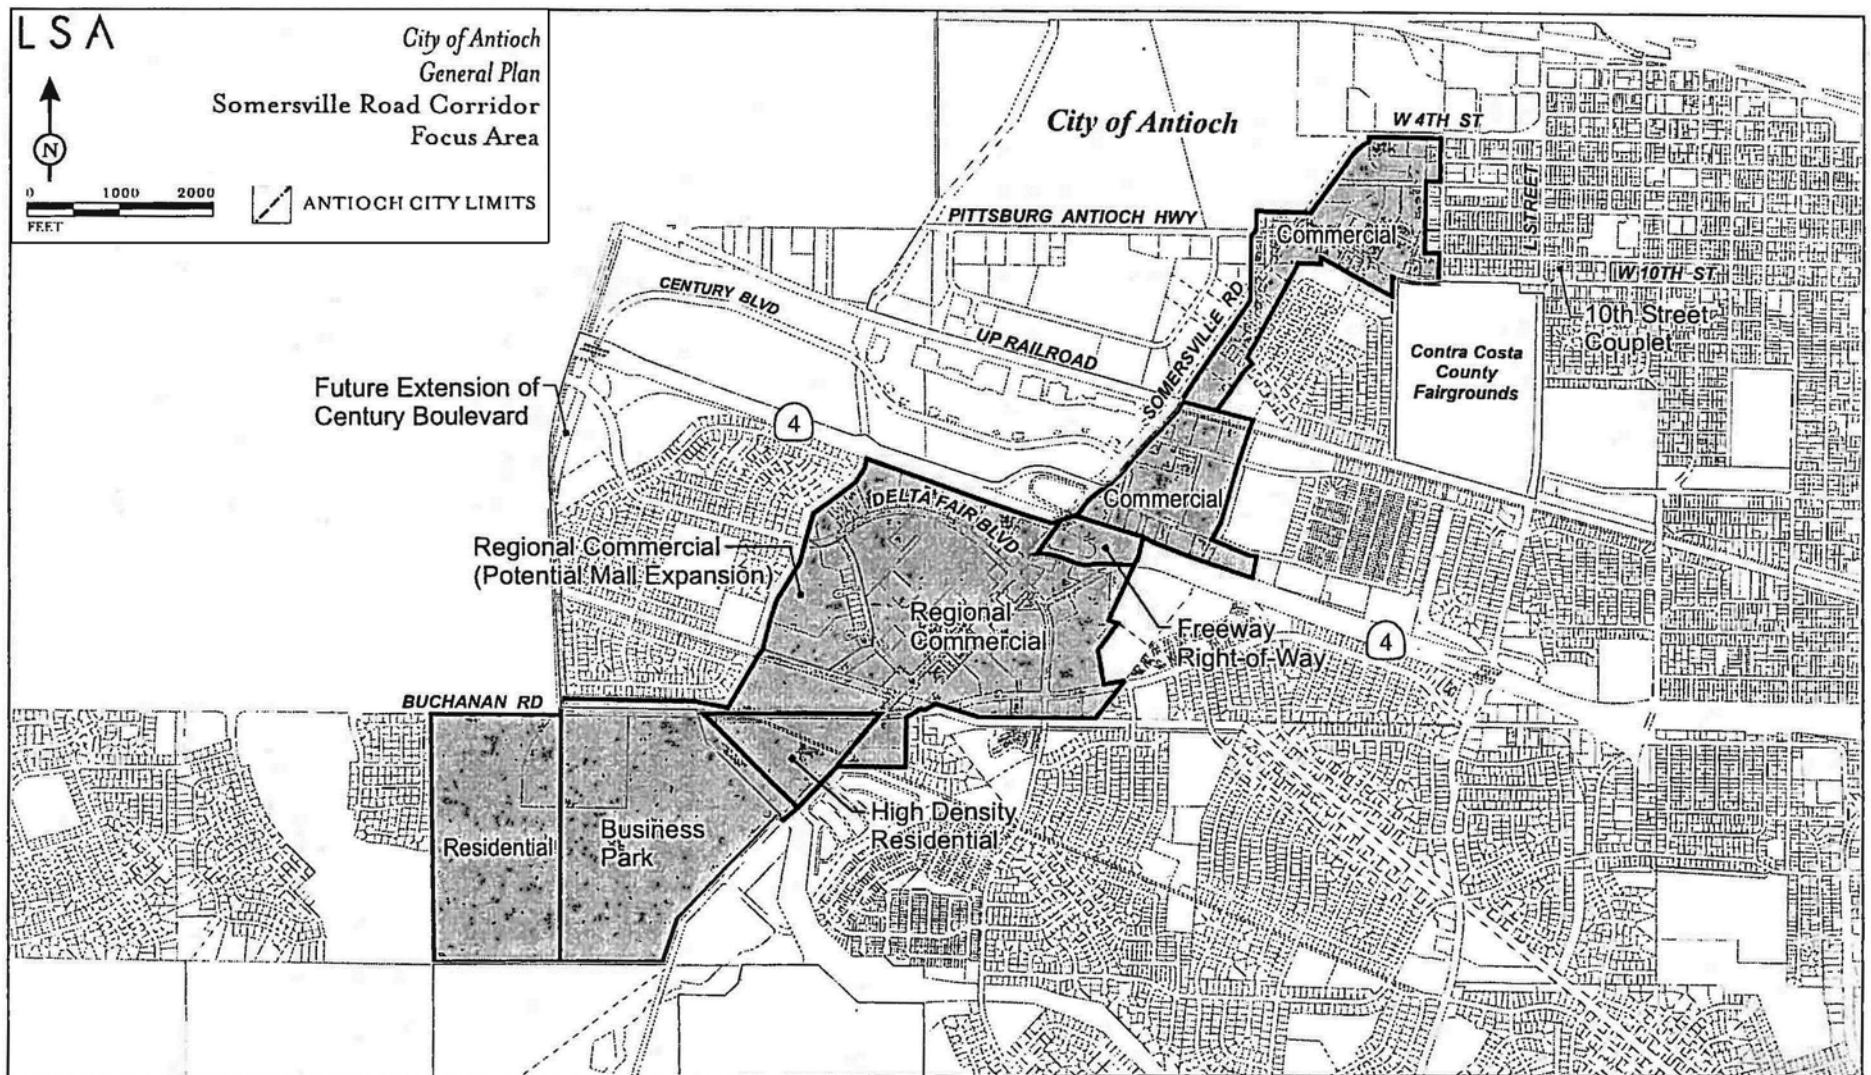 LSA
City of Antioch
General Plan
Somersville Road Corridor
Focus Area
N
0 1000 2000
FEET
ANTIOCH CITY LIMITS
City of Antioch
W 4TH ST
L STREET
PITTSBURG ANTIOCH HWY
Commercial
W 10TH ST
CENTURY BLVD
SOMERSVILLE RD
10th Street
Couplet
UP RAILROAD
Contra Costa
County
Fairgrounds
Future Extension of
Century Boulevard
4
Commercial
DELTA FAIR BLVD
Regional Commercial
(Potential Mall Expansion)
Regional
Commercial
Freeway
Right-of-Way
4
BUCHANAN RD
High Density
Residential
Residential
Business
Park